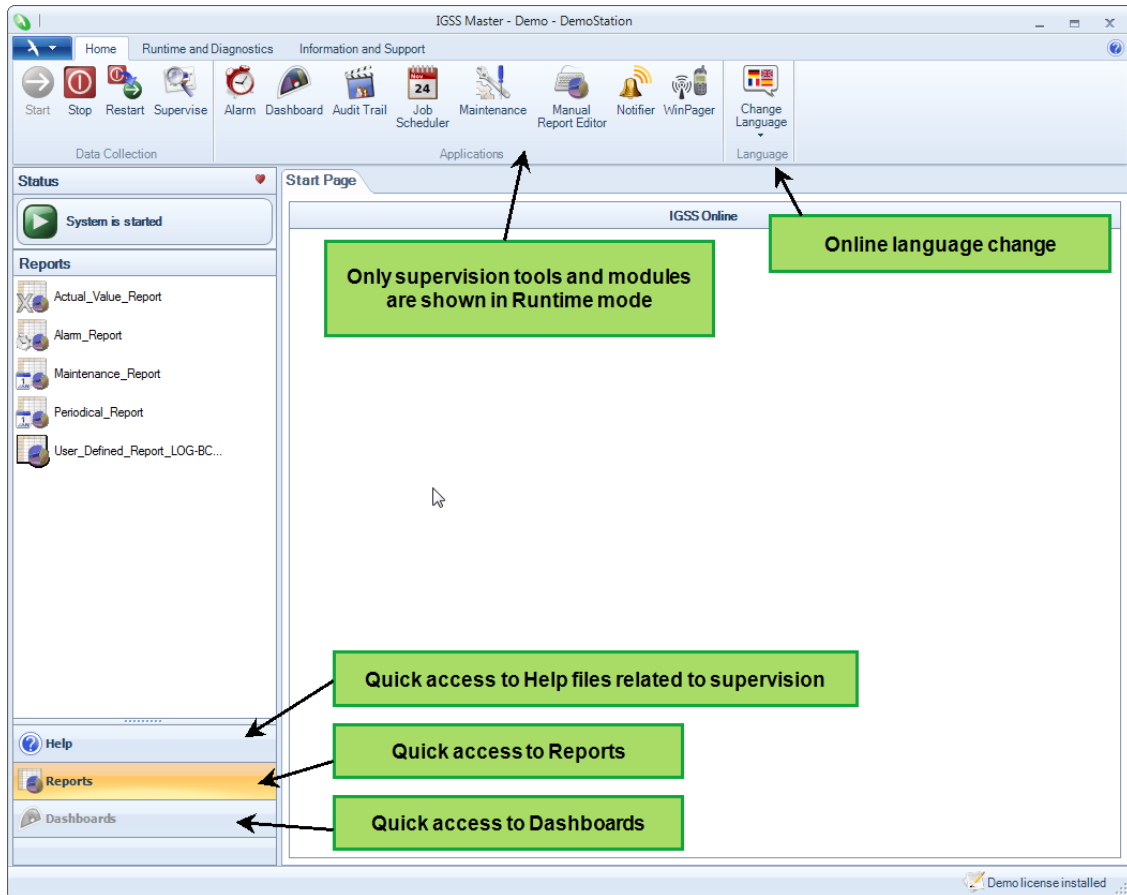 IGSS Master - Demo - DemoStation
Home Runtime and Diagnostics Information and Support
Start Stop Restart Supervise Alarm Dashboard Audit Trail Job Scheduler Maintenance Manual Report Editor Notifier WinPager Change Language
Nov
24
Data Collection Applications Language
Status
Start Page
System is started
IGSS Online
Online language change
Only supervision tools and modules
are shown in Runtime mode
Reports
Actual_Value_Report
Alarm_Report
Maintenance_Report
Periodical_Report
User_Defined_Report_LOG-BC...
Quick access to Help files related to supervision
Help
Quick access to Reports
Reports
Quick access to Dashboards
Dashboards
Demo license installed